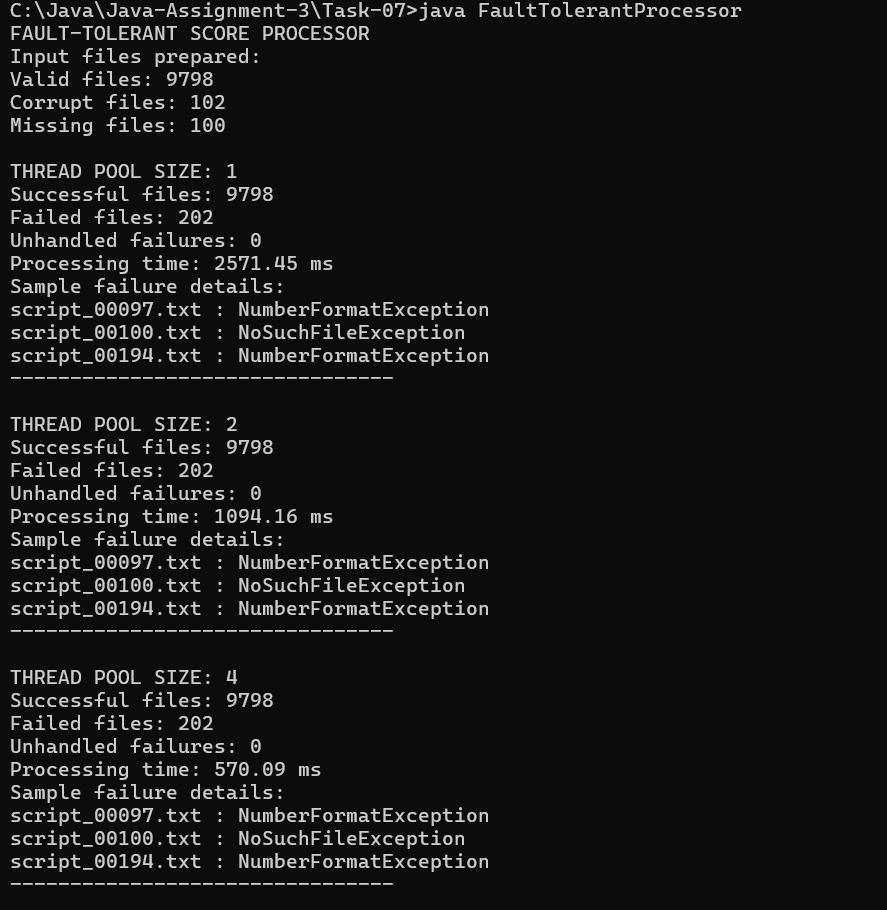 C:\Java\Java-Assignment-3\Task-07>java FaultTolerantProcessor
FAULT-TOLERANT SCORE PROCESSOR
Input files prepared:
Valid files: 9798
Corrupt files: 102
Missing files: 100

THREAD POOL SIZE: 1
Successful files: 9798
Failed files: 202
Unhandled failures: 0
Processing time: 2571.45 ms
Sample failure details:
script_00097.txt : NumberFormatException
script_00100.txt : NoSuchFileException
script_00194.txt : NumberFormatException
--------------------------------

THREAD POOL SIZE: 2
Successful files: 9798
Failed files: 202
Unhandled failures: 0
Processing time: 1094.16 ms
Sample failure details:
script_00097.txt : NumberFormatException
script_00100.txt : NoSuchFileException
script_00194.txt : NumberFormatException
--------------------------------

THREAD POOL SIZE: 4
Successful files: 9798
Failed files: 202
Unhandled failures: 0
Processing time: 570.09 ms
Sample failure details:
script_00097.txt : NumberFormatException
script_00100.txt : NoSuchFileException
script_00194.txt : NumberFormatException
--------------------------------